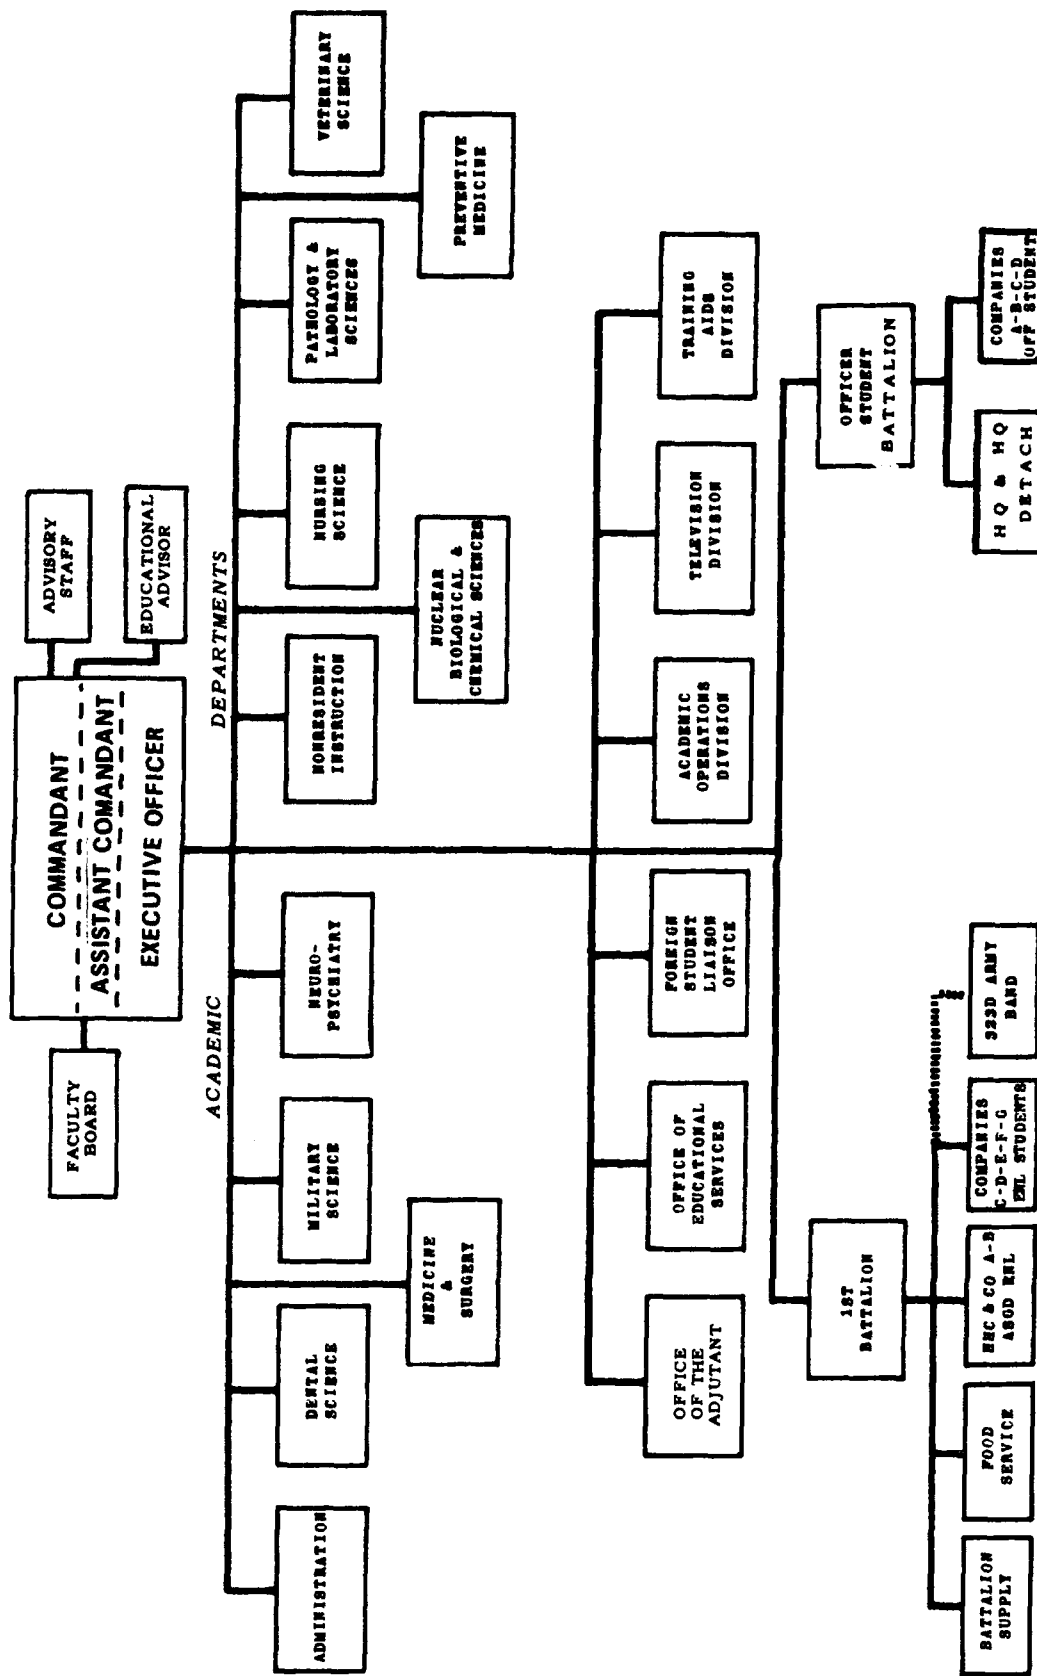 COMMANDANT
ASSISTANT COMANDANT
EXECUTIVE OFFICER
FACULTY
BOARD
ADVISORY
STAFF
EDUCATIONAL
ADVISOR
ACADEMIC
DEPARTMENTS
ADMINISTRATION
DENTAL
SCIENCE
MEDICINE
&
SURGERY
MILITARY
SCIENCE
NEURO-
PSYCHIATRY
NONRESIDENT
INSTRUCTION
NUCLEAR
BIOLOGICAL &
CHEMICAL SCIENCES
NURSING
SCIENCE
PATHOLOGY &
LABORATORY
SCIENCES
PREVENTIVE
MEDICINE
VETERINARY
SCIENCE
OFFICE
OF THE
ADJUTANT
OFFICE OF
EDUCATIONAL
SERVICES
FOREIGN
STUDENT
LIAISON
OFFICE
ACADEMIC
OPERATIONS
DIVISION
TELEVISION
DIVISION
TRAINING
AIDS
DIVISION
1ST
BATTALION
OFFICER
STUDENT
BATTALION
BATTALION
SUPPLY
FOOD
SERVICE
HHC & CO A-B
ASGD ENL
COMPANIES
C-D-E-F-G
ENL STUDENTS
323D ARMY
BAND
HQ & HQ
DETACH
COMPANIES
A-B-C-D
OFF STUDENT